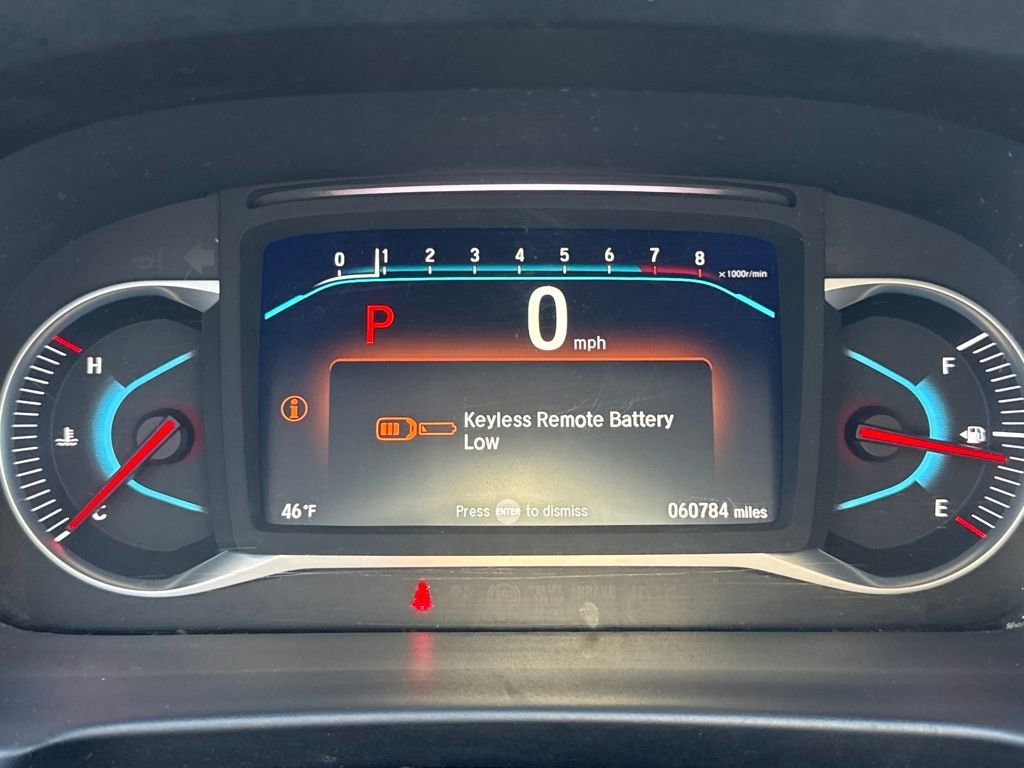 0 1 2 3 4 5 6 7 8
x1000r/min
P 0 mph
H
F
Keyless Remote Battery
Low
C
E
46°F
Press ENTER to dismiss
060784 miles